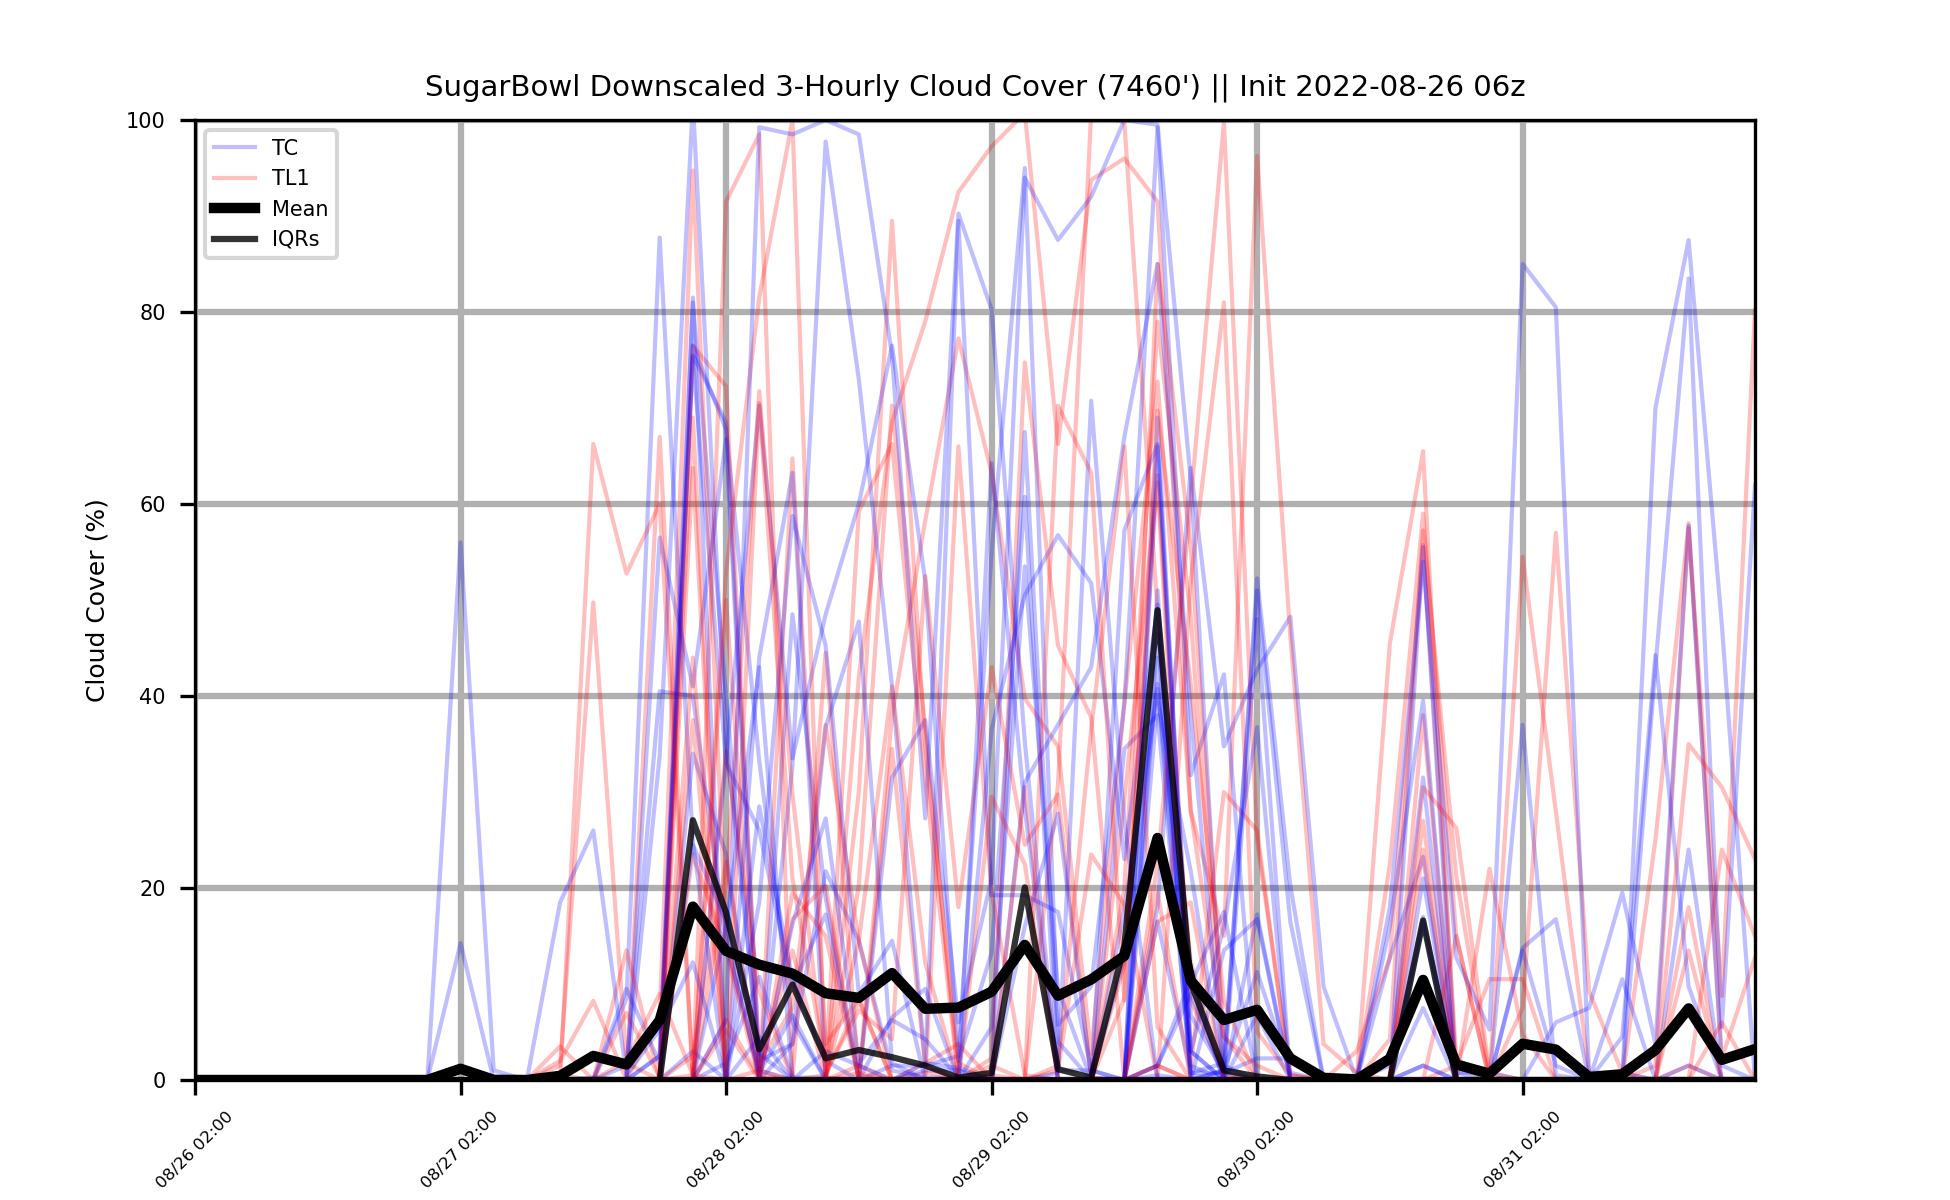 SugarBowl Downscaled 3-Hourly Cloud Cover (7460') || Init 2022-08-26 06z
100
80
60
40
20
0
Cloud Cover (%)
TC
TL1
Mean
IQRs
08/26 02:00
08/27 02:00
08/28 02:00
08/29 02:00
08/30 02:00
08/31 02:00